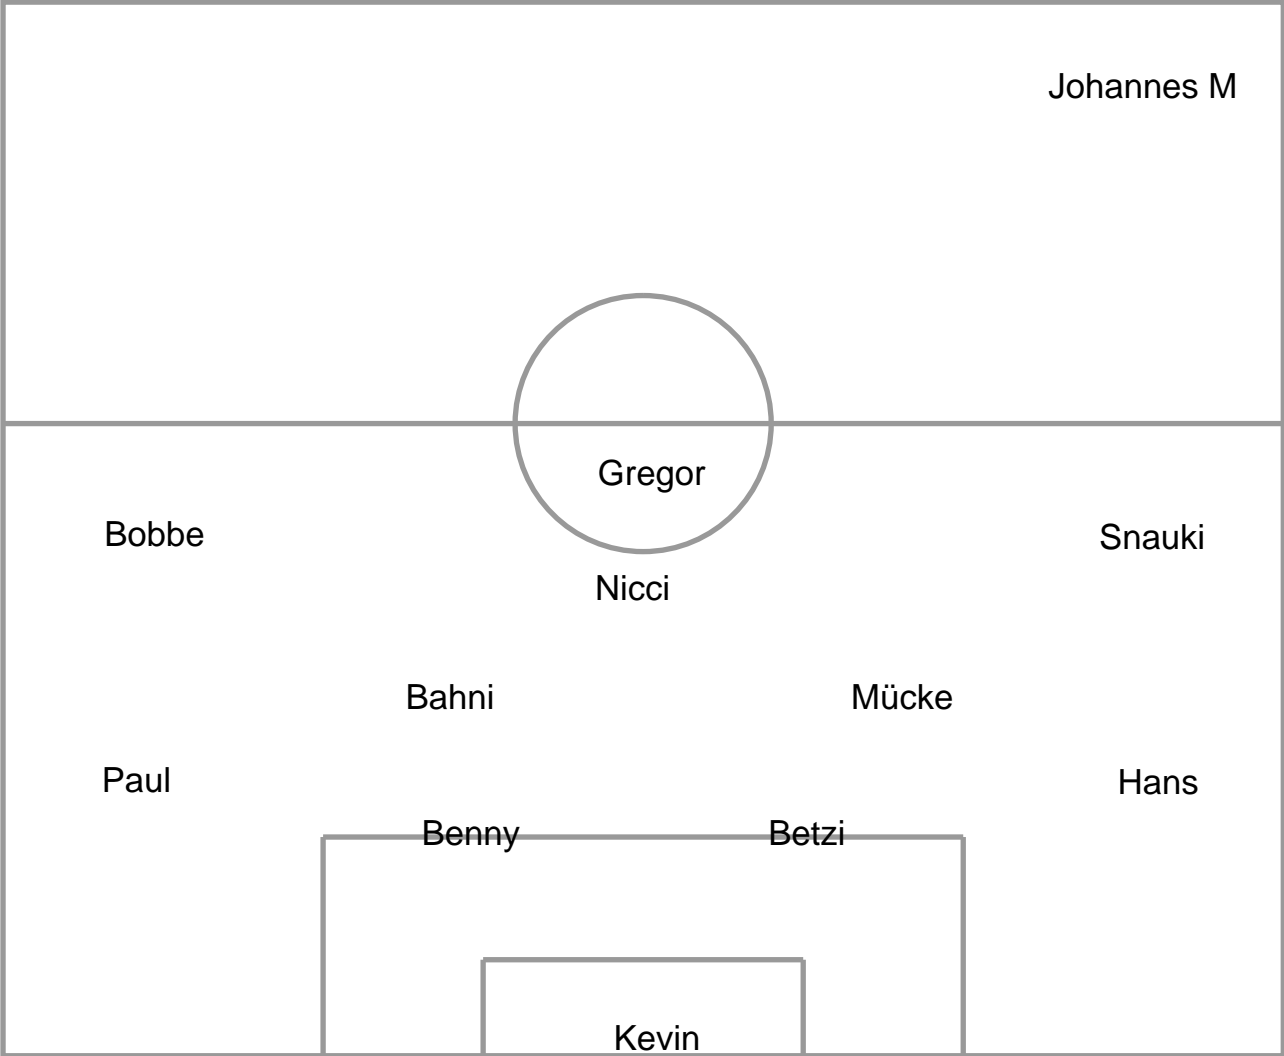 Johannes M
Gregor
Bobbe
Snauki
Nicci
Bahni
Mücke
Paul
Hans
Benny
Betzi
Kevin